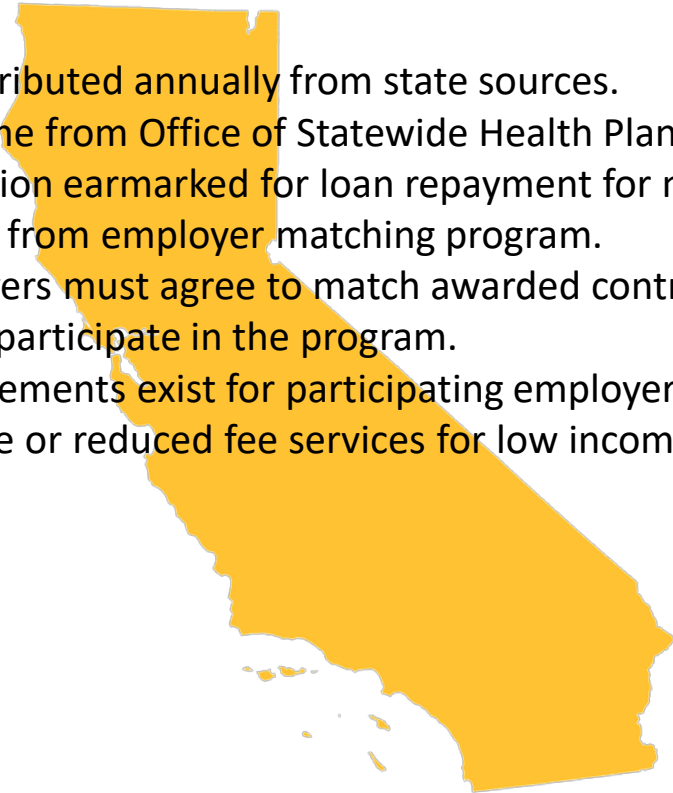 ributed annually from state sources.
ne from Office of Statewide Health Plan
ion earmarked for loan repayment for
from employer matching program.
ers must agree to match awarded contr
participate in the program.
ements exist for participating employer
e or reduced fee services for low incom